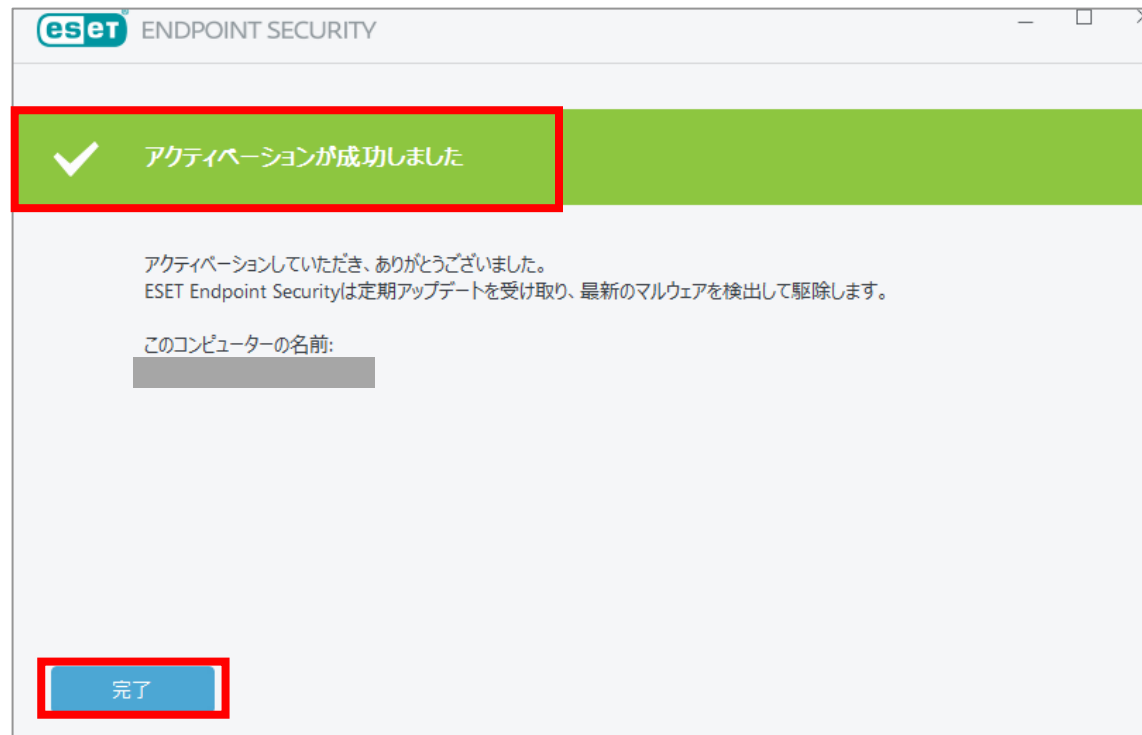 eset ENDPOINT SECURITY
アクティベーションが成功しました
アクティベーションしていただき、ありがとうございました。
ESET Endpoint Securityは定期アップデートを受け取り、最新のマルウェアを検出して駆除します。
このコンピューターの名前:
完了